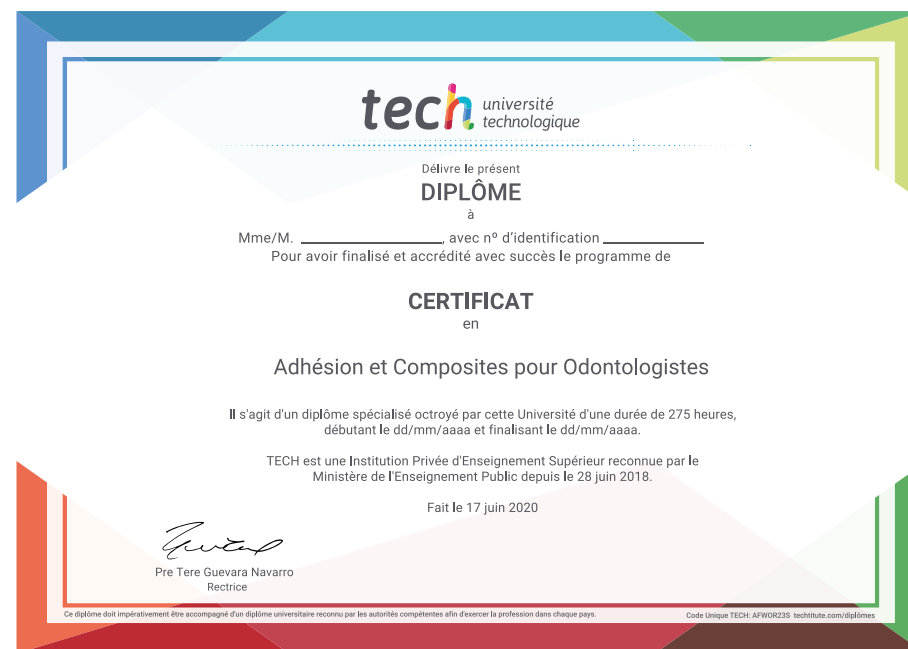 tech université
technologique
Délivre le présent
DIPLÔME
à
Mme/M. ____________________, avec nº d'identification ______________
Pour avoir finalisé et accrédité avec succès le programme de
CERTIFICAT
en
Adhésion et Composites pour Odontologistes
Il s'agit d'un diplôme spécialisé octroyé par cette Université d'une durée de 275 heures,
débutant le dd/mm/aaaa et finalisant le dd/mm/aaaa.
TECH est une Institution Privée d'Enseignement Supérieur reconnue par le
Ministère de l'Enseignement Public depuis le 28 juin 2018.
Fait le 17 juin 2020
Pre Tere Guevara Navarro
Rectrice
Ce diplôme doit impérativement être accompagné d'un diplôme universitaire reconnu par les autorités compétentes afin d'exercer la profession dans chaque pays.
Code Unique TECH: AFWOR23S techtitute.com/diplômes